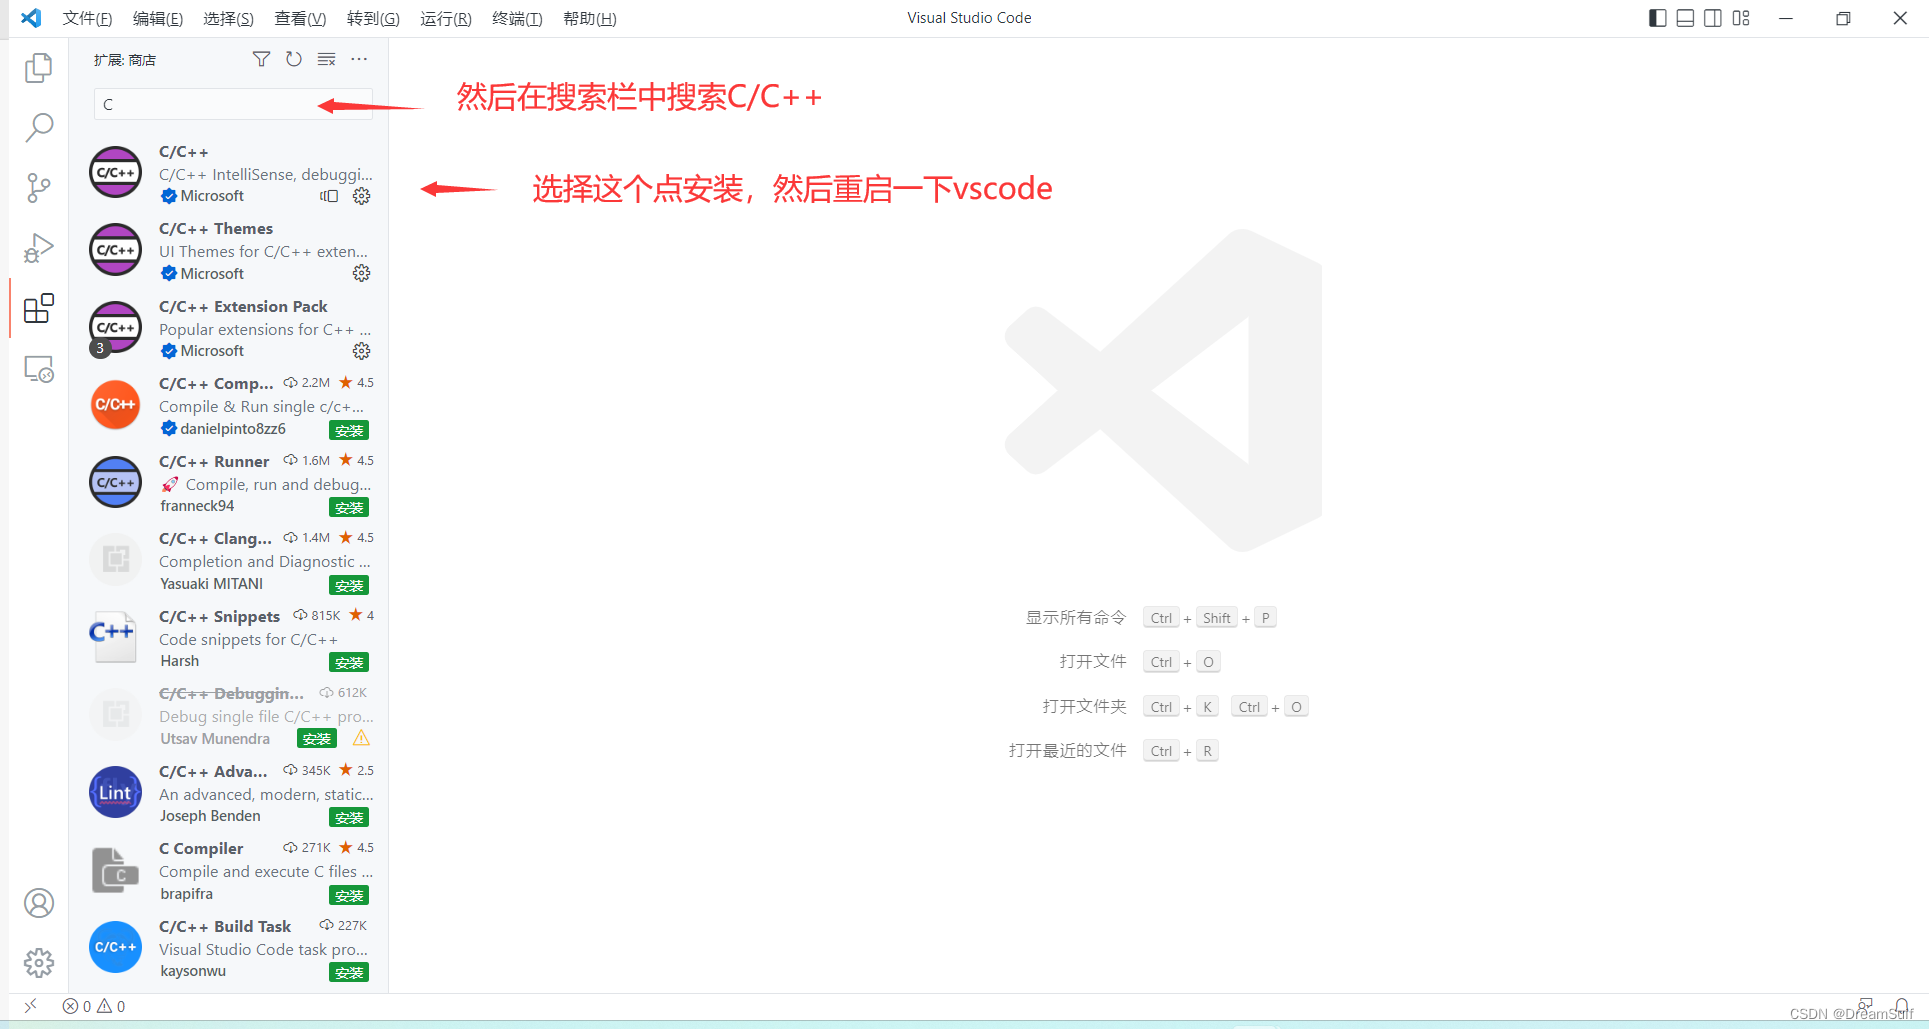 文件(F) 编辑(E) 选择(S) 查看(V) 转到(G) 运行(R) 终端(T) 帮助(H) Visual Studio Code
扩展: 商店
C
然后在搜索栏中搜索C/C++
C/C++
C/C++
C/C++ IntelliSense, debuggi...
Microsoft
选择这个点安装，然后重启一下vscode
C/C++
C/C++ Themes
UI Themes for C/C++ exten...
Microsoft
C/C++
3
C/C++ Extension Pack
Popular extensions for C++ ...
Microsoft
C/C++
C/C++ Comp... 2.2M 4.5
Compile & Run single c/c+...
danielpinto8zz6 安装
C/C++
C/C++ Runner 1.6M 4.5
🚀 Compile, run and debug...
franneck94 安装
C/C++ Clang... 1.4M 4.5
Completion and Diagnostic ...
Yasuaki MITANI 安装
C++
C/C++ Snippets 815K 4
Code snippets for C/C++
Harsh 安装
C/C++ Debuggin... 612K
Debug single file C/C++ pro...
Utsav Munendra 安装
Lint
C/C++ Adva... 345K 2.5
An advanced, modern, static...
Joseph Benden 安装
C
C Compiler 271K 4.5
Compile and execute C files ...
brapifra 安装
C/C++
C/C++ Build Task 227K
Visual Studio Code task pro...
kaysonwu 安装
显示所有命令 Ctrl + Shift + P
打开文件 Ctrl + O
打开文件夹 Ctrl + K Ctrl + O
打开最近的文件 Ctrl + R
0 0
CSDN @DreamSuff